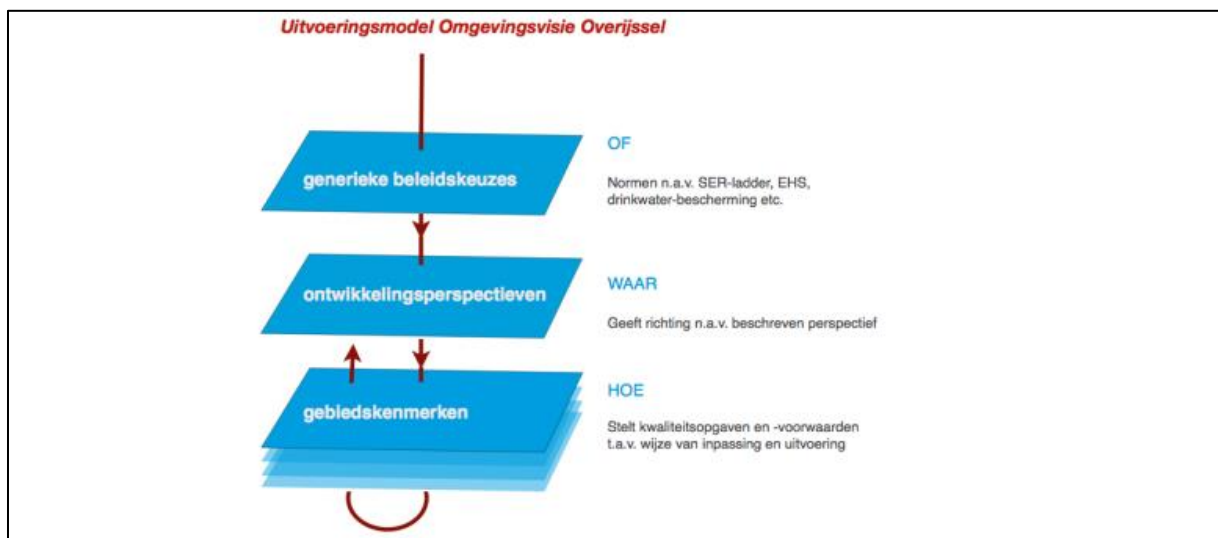 Uitvoeringsmodel Omgevingsvisie Overijssel
generieke beleidskeuzes
OF
Normen n.a.v. SER-ladder, EHS,
drinkwater-bescherming etc.
ontwikkelingsperspectieven
WAAR
Geeft richting n.a.v. beschreven perspectief
gebiedskenmerken
HOE
Stelt kwaliteitsopgaven en -voorwaarden
t.a.v. wijze van inpassing en uitvoering